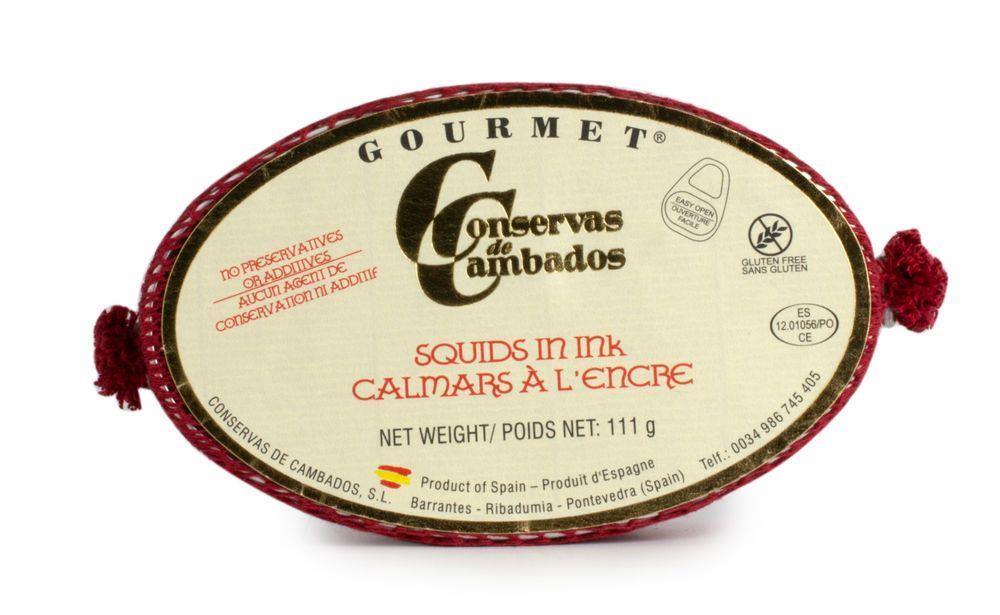 GOURMET®
Conservas
de
Cambados
NO PRESERVATIVES
OR ADDITIVES
AUCUN AGENT DE
CONSERVATION NI ADDITIF
EASY OPEN
OUVERTURE
FACILE
GLUTEN FREE
SANS GLUTEN
ES
12.01056/PO
CE
SQUIDS IN INK
CALMARS À L'ENCRE
NET WEIGHT/ POIDS NET: 111 g
CONSERVAS DE CAMBADOS, S.L.
Product of Spain – Produit d'Espagne
Barrantes - Ribadumia - Pontevedra (Spain)
Telf.: 0034 986 745 405